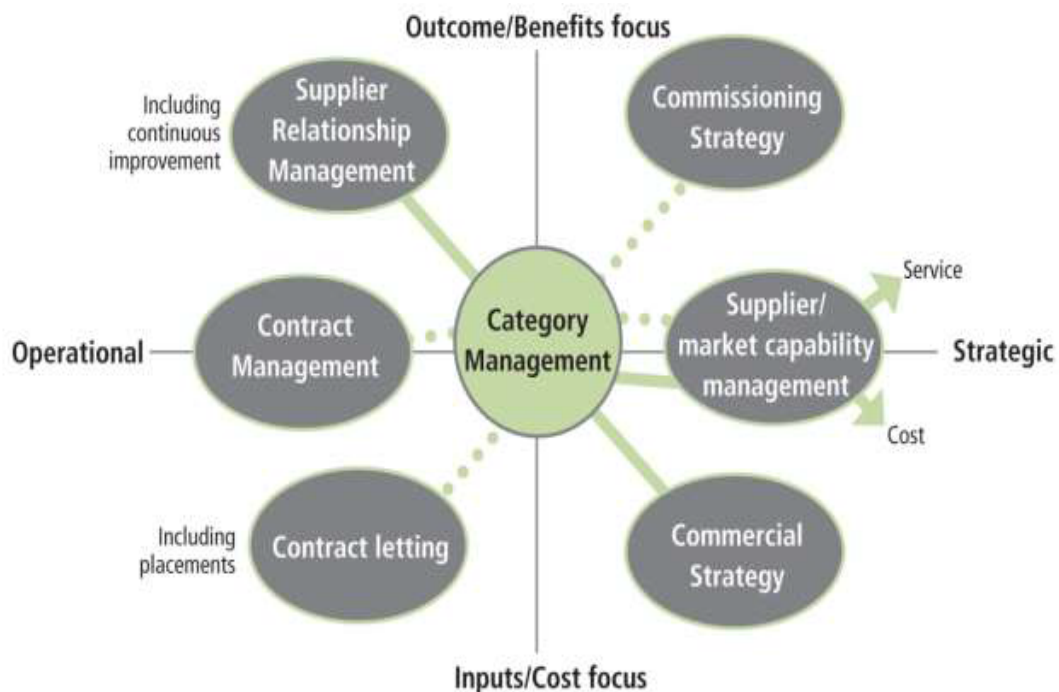 Outcome/Benefits focus
Including
continuous
improvement
Supplier
Relationship
Management
Commissioning
Strategy
Operational
Contract
Management
Category
Management
Supplier/
market capability
management
Service
Cost
Strategic
Including
placements
Contract letting
Commercial
Strategy
Inputs/Cost focus